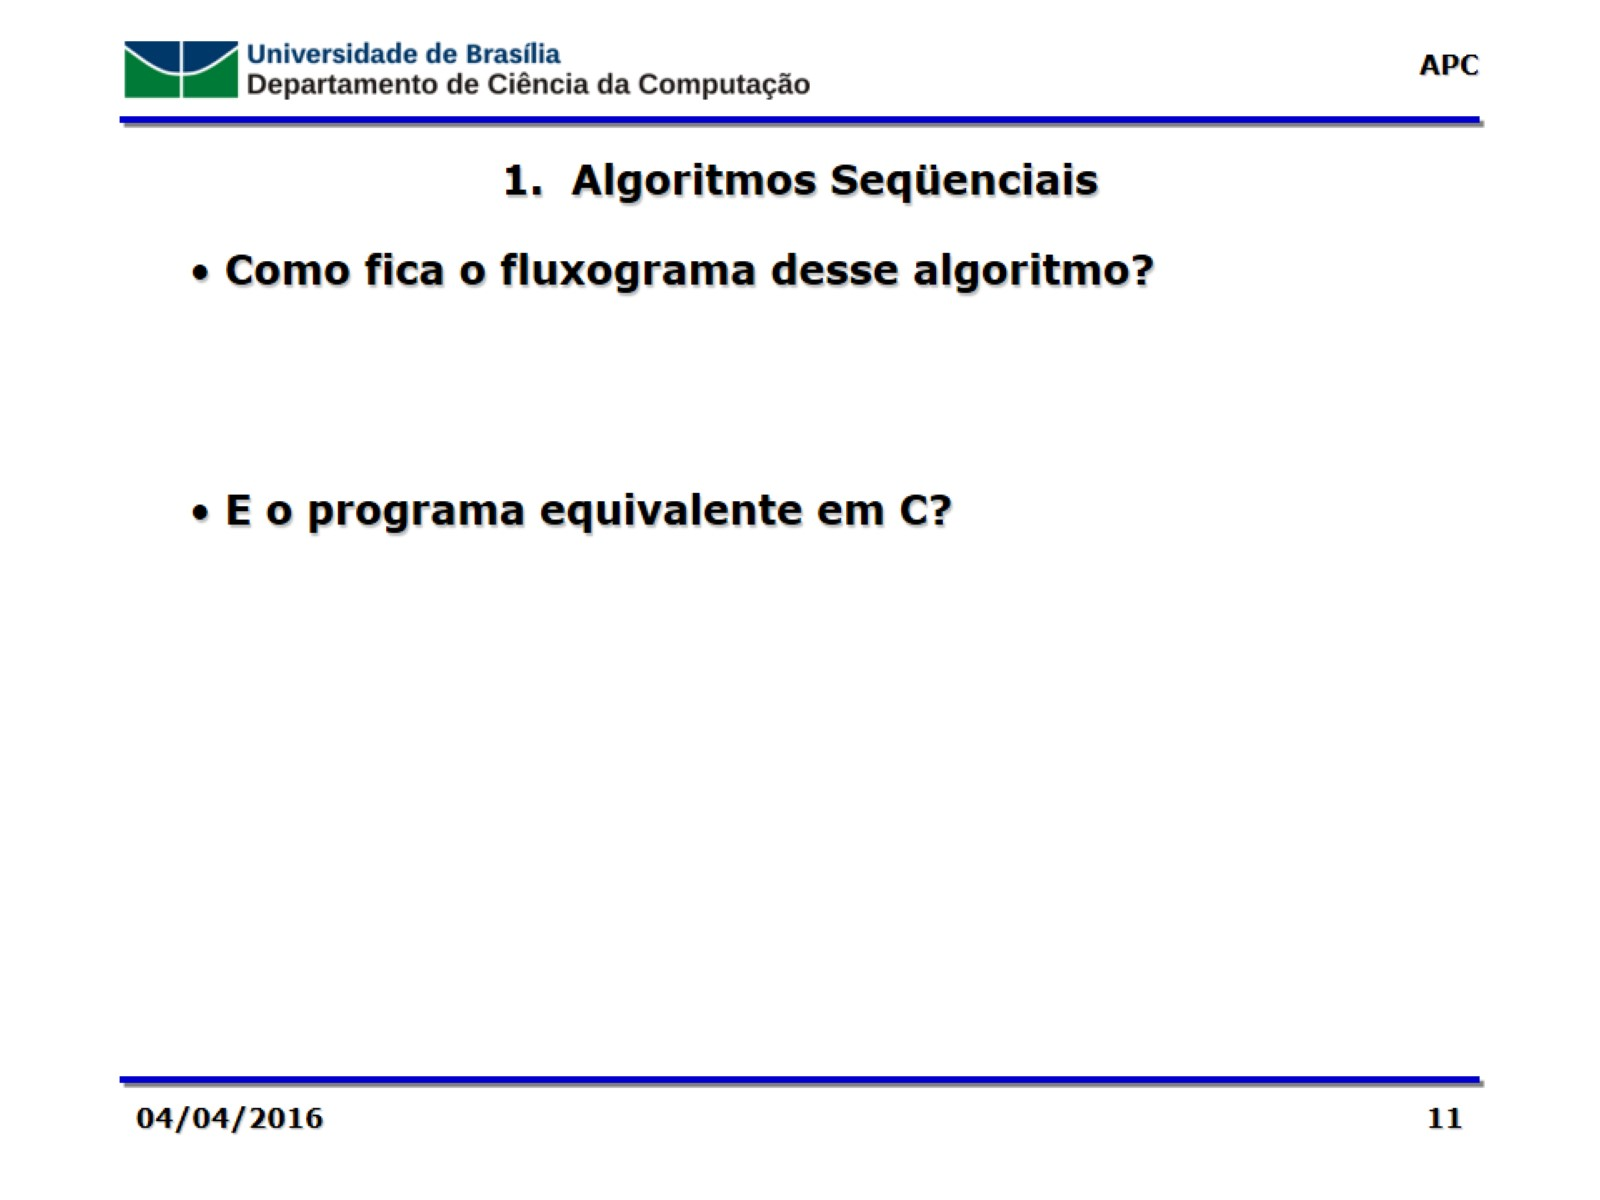 Universidade de Brasília
Departamento de Ciência da Computação
APC
1. Algoritmos Seqüenciais
• Como fica o fluxograma desse algoritmo?
• E o programa equivalente em C?
04/04/2016
11